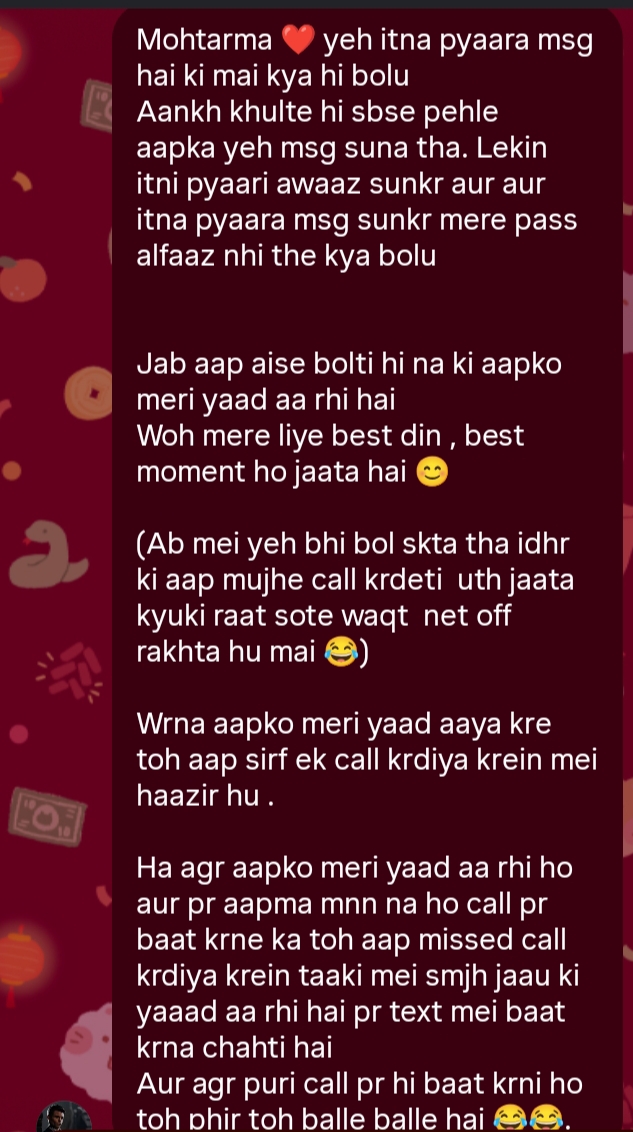 Mohtarma ❤️ yeh itna pyaara msg
hai ki mai kya hi bolu
Aankh khulte hi sbse pehle
aapka yeh msg suna tha. Lekin
itni pyaari awaaz sunkr aur aur
itna pyaara msg sunkr mere pass
alfaaz nhi the kya bolu
Jab aap aise bolti hi na ki aapko
meri yaad aa rhi hai
Woh mere liye best din , best
moment ho jaata hai 😊
(Ab mei yeh bhi bol skta tha idhr
ki aap mujhe call krdeti uth jaata
kyuki raat sote waqt net off
rakhta hu mai 😂)
Wrna aapko meri yaad aaya kre
toh aap sirf ek call krdiya krein mei
haazir hu .
Ha agr aapko meri yaad aa rhi ho
aur pr aapma mnn na ho call pr
baat krne ka toh aap missed call
krdiya krein taaki mei smjh jaau ki
yaaad aa rhi hai pr text mei baat
krna chahti hai
Aur agr puri call pr hi baat krni ho
toh phir toh balle balle hai 😂😂.